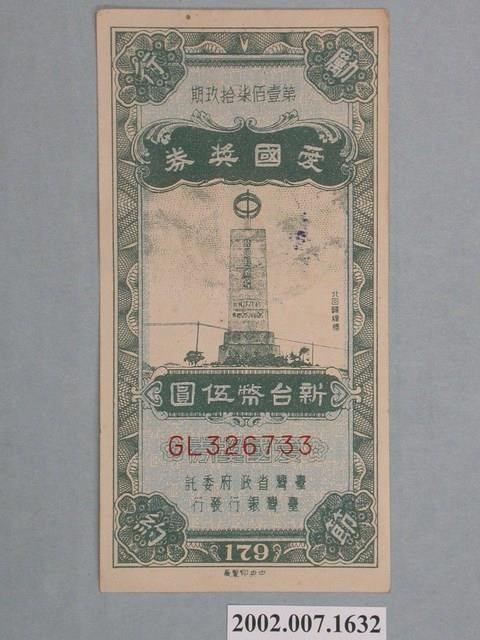 勵行
第壹佰柒拾玖期
愛國獎券
北回歸線標
新台幣伍圓
GL326733
臺灣省政府委託
臺灣銀行發行
節約
179
中央印製廠
2002.007.1632